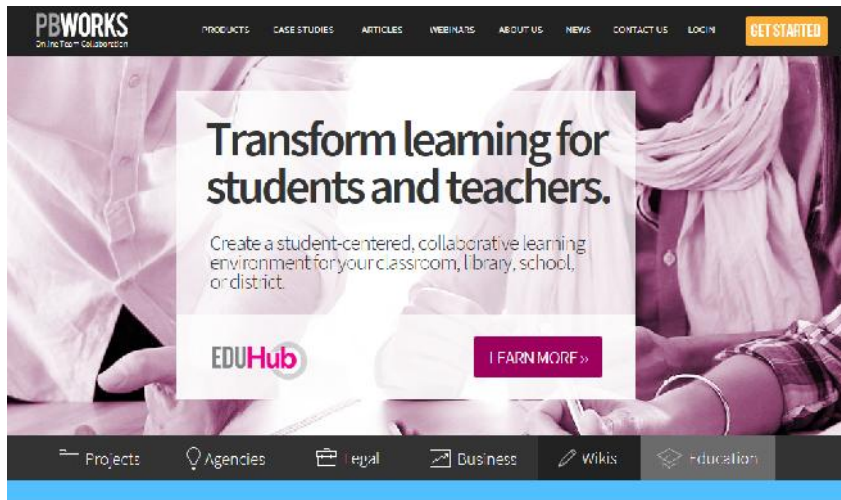 PBWORKS
Online Team Collaboration
PRODUCTS CASE STUDIES ARTICLES WEBINARS ABOUT US NEWS CONTACT US LOGIN GET STARTED
Transform learning for
students and teachers.
Create a student-centered, collaborative learning
environment for your classroom, library, school,
or district.
EDUHub LEARN MORE »
Projects Agencies Legal Business Wikis Education